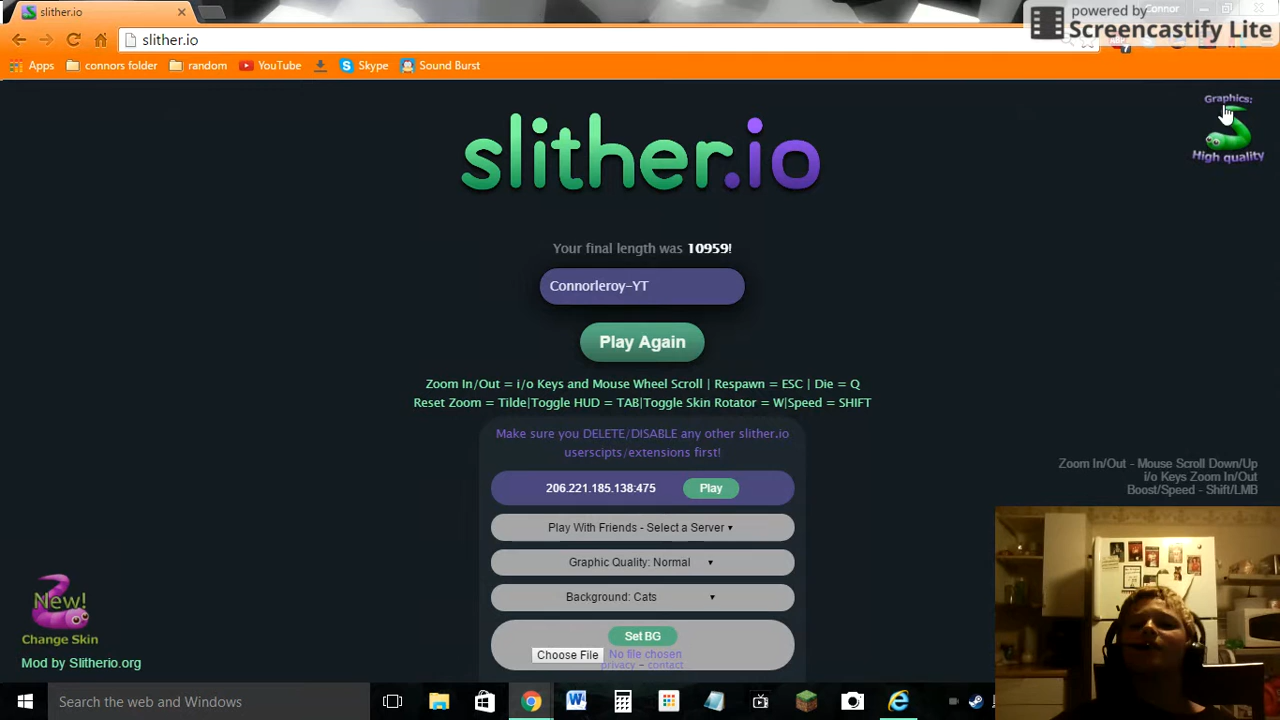 slither.io
Connor
powered by
Screencastify Lite
slither.io
Apps
connors folder
random
YouTube
Skype
Sound Burst
Graphics:
High quality
slither.io
Your final length was 10959!
Connorleroy-YT
Play Again
Zoom In/Out = i/o Keys and Mouse Wheel Scroll | Respawn = ESC | Die = Q
Reset Zoom = Tilde|Toggle HUD = TAB|Toggle Skin Rotator = W|Speed = SHIFT
Make sure you DELETE/DISABLE any other slither.io
userscipts/extensions first!
206.221.185.138:475
Play
Play With Friends - Select a Server
Graphic Quality: Normal
Background: Cats
Set BG
Choose File
No file chosen
privacy - contact
Zoom In/Out - Mouse Scroll Down/Up
i/o Keys Zoom In/Out
Boost/Speed - Shift/LMB
New!
Change Skin
Mod by Slitherio.org
Search the web and Windows